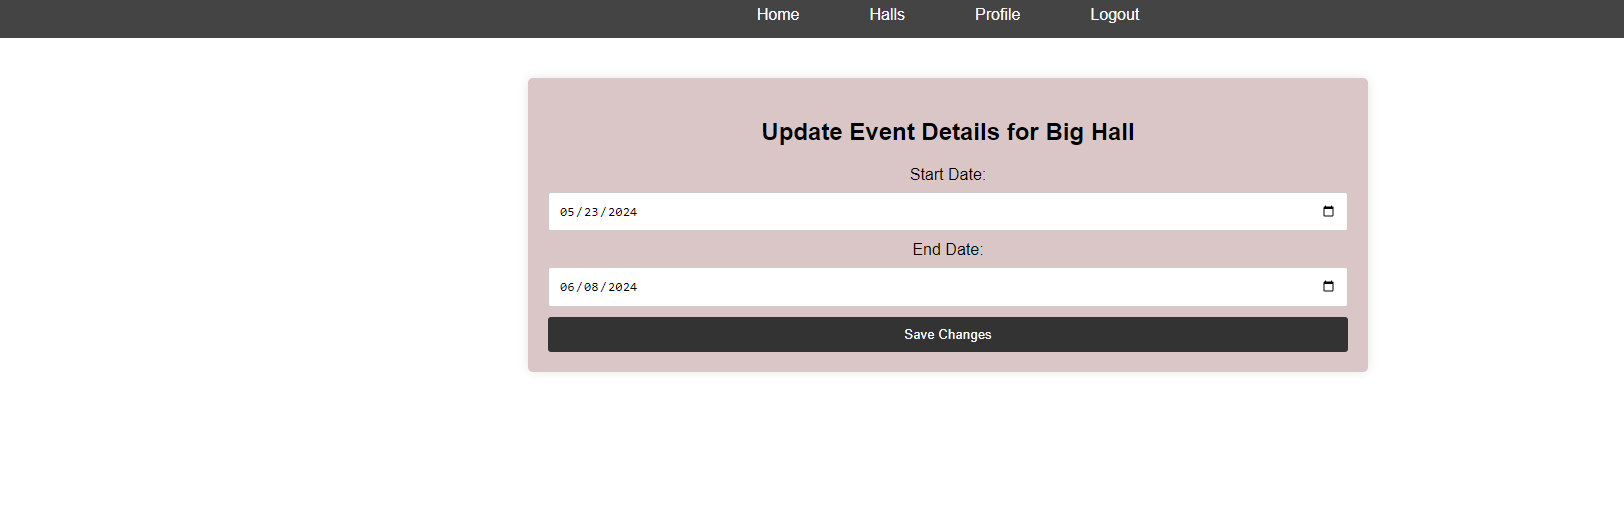 Home Halls Profile Logout
Update Event Details for Big Hall
Start Date:
05/23/2024
End Date:
06/08/2024
Save Changes